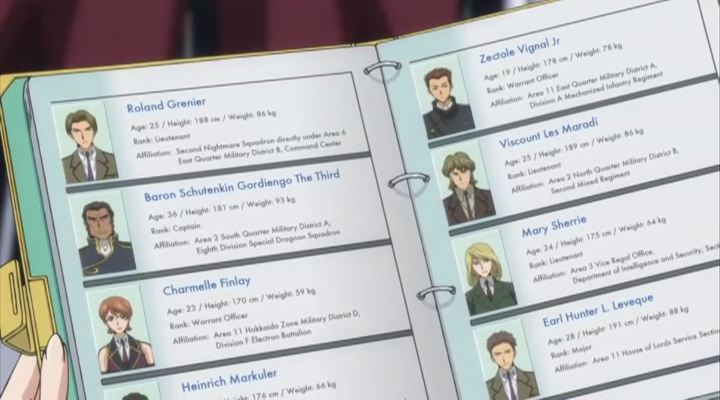 Roland Grenier
Age: 25 / Height: 188 cm / Weight: 86 kg
Rank: Lieutenant
Affiliation: Second Nightmare Squadron directly under Area 6
East Quarter Military District B, Command Center
Baron Schutenkin Gordiengo The Third
Age: 36 / Height: 181 cm / Weight: 93 kg
Rank: Captain
Affiliation: Area 2 South Quarter Military District A,
Eighth Division Special Dragoon Squadron
Charmelle Finlay
Age: 23 / Height: 170 cm / Weight: 59 kg
Rank: Warrant Officer
Affiliation: Area 11 Hokkaido Zone Military District D,
Division F Electron Battalion
Heinrich Markuler
Height: 176 cm / Weight: 66 kg
Zectole Vignal Jr
Age: 19 / Height: 178 cm / Weight: 78 kg
Rank: Warrant Officer
Affiliation: Area 11 East Quarter Military District A,
Division A Mechanized Infantry Regiment
Viscount Les Maradi
Age: 25 / Height: 189 cm / Weight: 86 kg
Rank: Lieutenant
Affiliation: Area 2 North Quarter Military District B,
Second Mixed Regiment
Mary Sherrie
Age: 24 / Height: 175 cm / Weight: 64 kg
Rank: Lieutenant
Affiliation: Area 3 Vice Regal Office,
Department of Intelligence and Security,
Earl Hunter L. Leveque
Age: 28 / Height: 191 cm / Weight: 88 kg
Rank: Major
Affiliation: Area 11 House of Lords Service